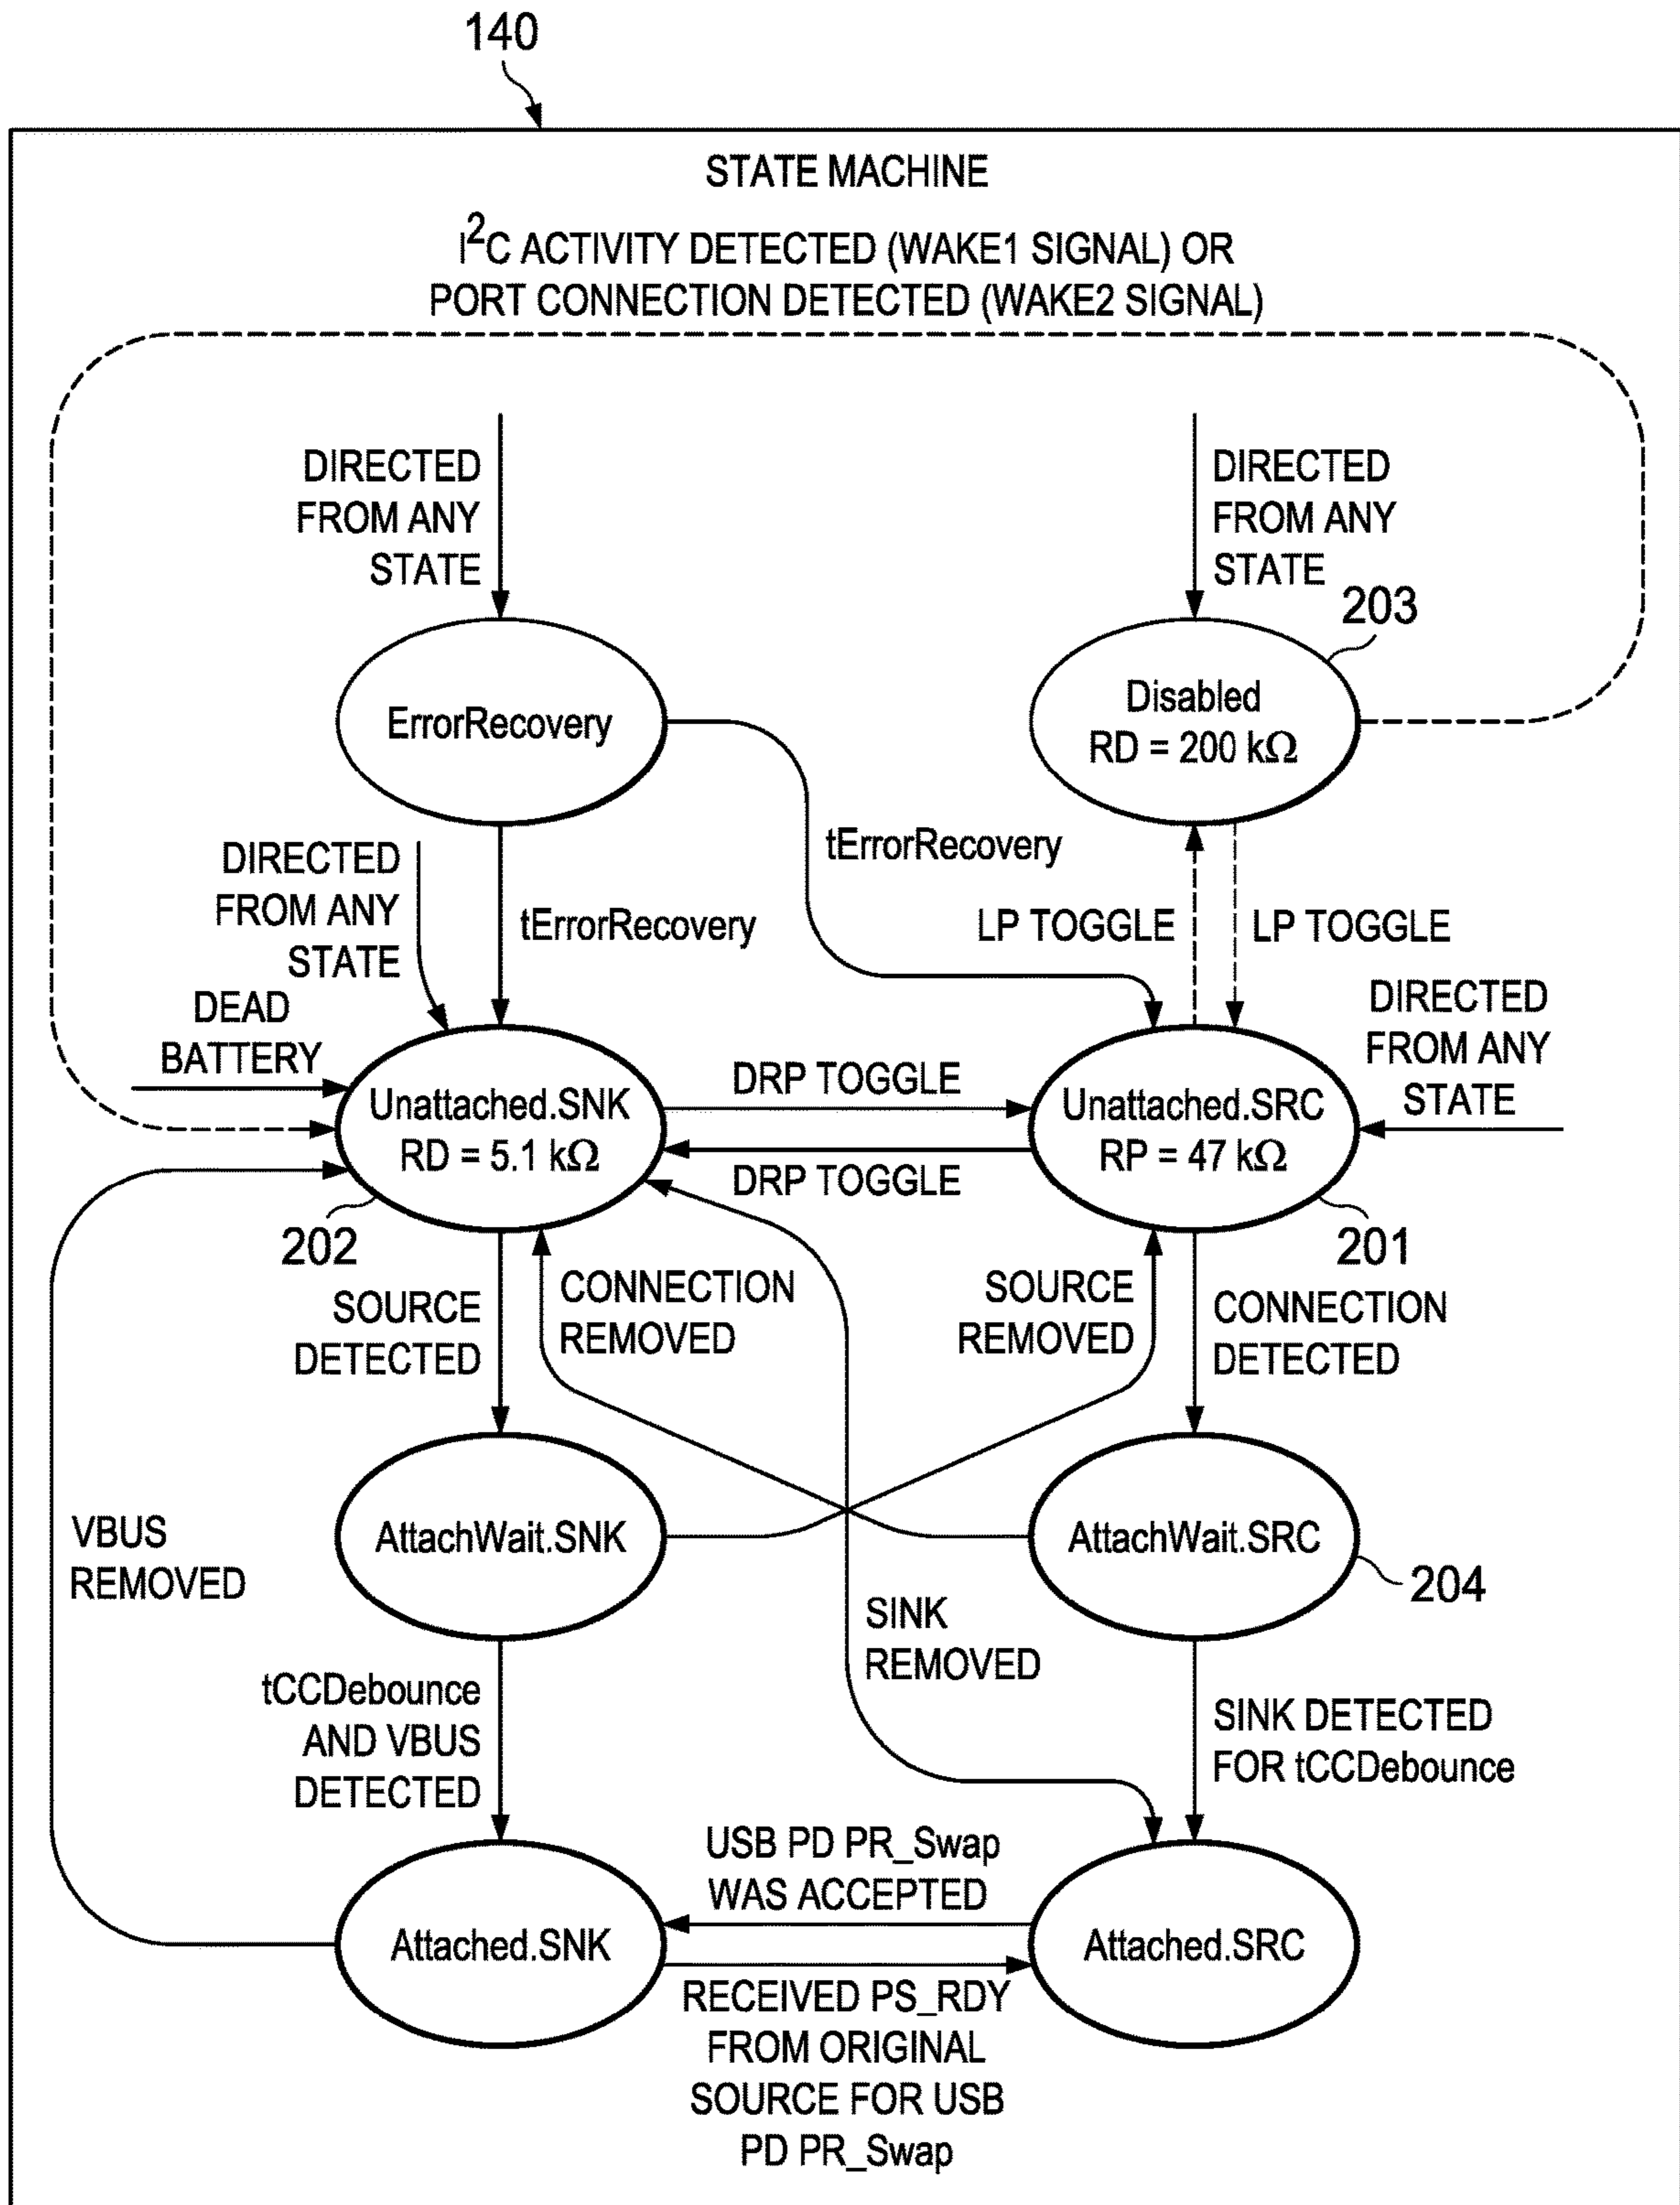 140
STATE MACHINE
I²C ACTIVITY DETECTED (WAKE1 SIGNAL) OR
PORT CONNECTION DETECTED (WAKE2 SIGNAL)
DIRECTED
FROM ANY
STATE
DIRECTED
FROM ANY
STATE
203
ErrorRecovery
Disabled
RD = 200 kΩ
tErrorRecovery
DIRECTED
FROM ANY
STATE
tErrorRecovery
LP TOGGLE
LP TOGGLE
DEAD
BATTERY
DIRECTED
FROM ANY
STATE
Unattached.SNK
RD = 5.1 kΩ
DRP TOGGLE
DRP TOGGLE
Unattached.SRC
RP = 47 kΩ
202
201
SOURCE
DETECTED
CONNECTION
REMOVED
SOURCE
REMOVED
CONNECTION
DETECTED
VBUS
REMOVED
AttachWait.SNK
AttachWait.SRC
204
SINK
REMOVED
tCCDebounce
AND VBUS
DETECTED
SINK DETECTED
FOR tCCDebounce
USB PD PR_Swap
WAS ACCEPTED
Attached.SNK
Attached.SRC
RECEIVED PS_RDY
FROM ORIGINAL
SOURCE FOR USB
PD PR_Swap